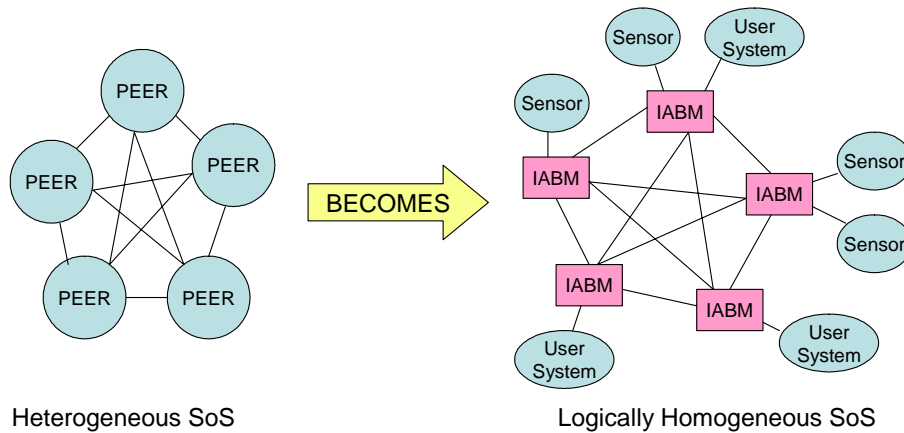 PEER
PEER
PEER
PEER
PEER
Heterogeneous SoS
BECOMES
Sensor
User
System
Sensor
IABM
IABM
Sensor
IABM
Sensor
IABM
IABM
User
System
User
System
Logically Homogeneous SoS